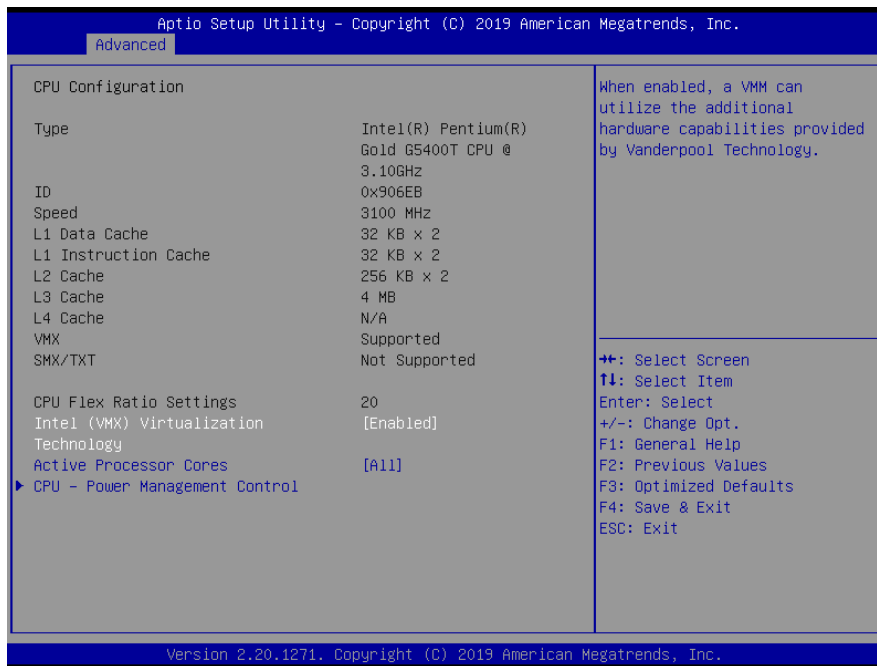 Aptio Setup Utility – Copyright (C) 2019 American Megatrends, Inc.
Advanced
CPU Configuration
Type Intel(R) Pentium(R)
Gold G5400T CPU @
3.10GHz
ID 0x906EB
Speed 3100 MHz
L1 Data Cache 32 KB x 2
L1 Instruction Cache 32 KB x 2
L2 Cache 256 KB x 2
L3 Cache 4 MB
L4 Cache N/A
VMX Supported
SMX/TXT Not Supported
CPU Flex Ratio Settings 20
Intel (VMX) Virtualization [Enabled]
Technology
Active Processor Cores [All]
CPU – Power Management Control
When enabled, a VMM can
utilize the additional
hardware capabilities provided
by Vanderpool Technology.
→←: Select Screen
↑↓: Select Item
Enter: Select
+/-: Change Opt.
F1: General Help
F2: Previous Values
F3: Optimized Defaults
F4: Save & Exit
ESC: Exit
Version 2.20.1271. Copyright (C) 2019 American Megatrends, Inc.